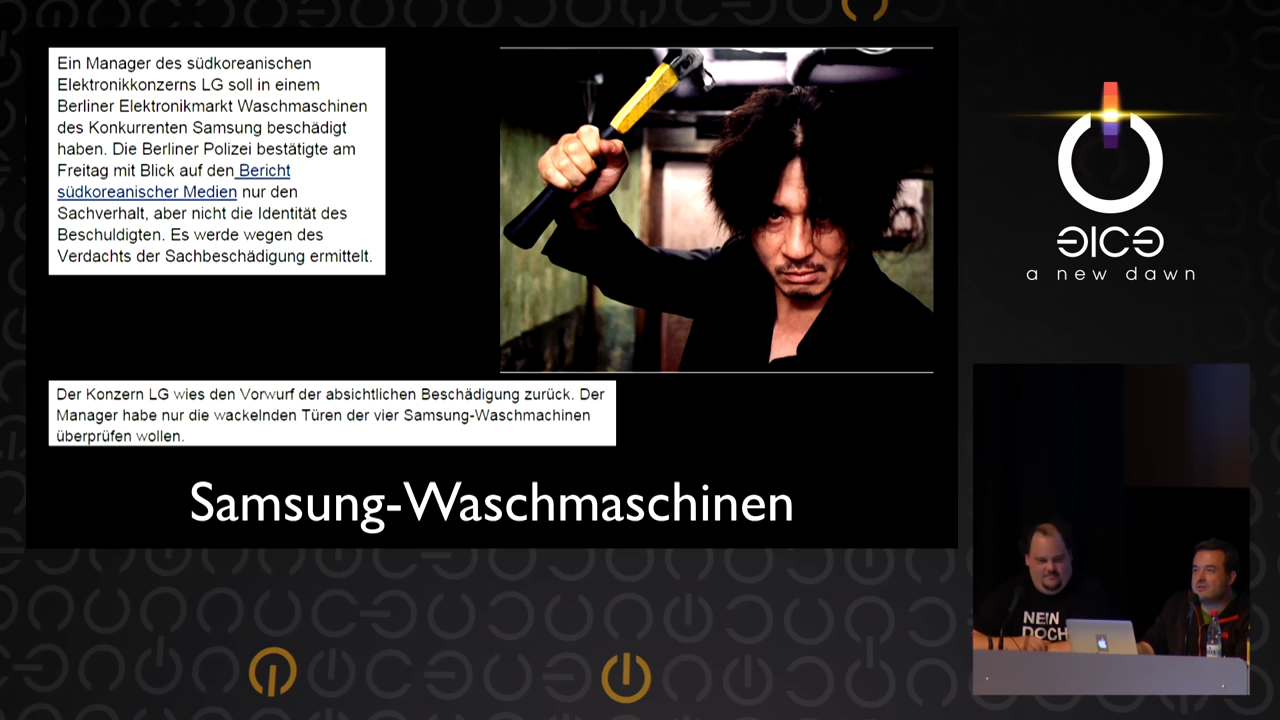 Ein Manager des südkoreanischen
Elektronikkonzerns LG soll in einem
Berliner Elektronikmarkt Waschmaschinen
des Konkurrenten Samsung beschädigt
haben. Die Berliner Polizei bestätigte am
Freitag mit Blick auf den Bericht
südkoreanischer Medien nur den
Sachverhalt, aber nicht die Identität des
Beschuldigten. Es werde wegen des
Verdachts der Sachbeschädigung ermittelt.
Der Konzern LG wies den Vorwurf der absichtlichen Beschädigung zurück. Der
Manager habe nur die wackelnden Türen der vier Samsung-Waschmachinen
überprüfen wollen.
Samsung-Waschmaschinen
a new dawn
NEIN
DOCH